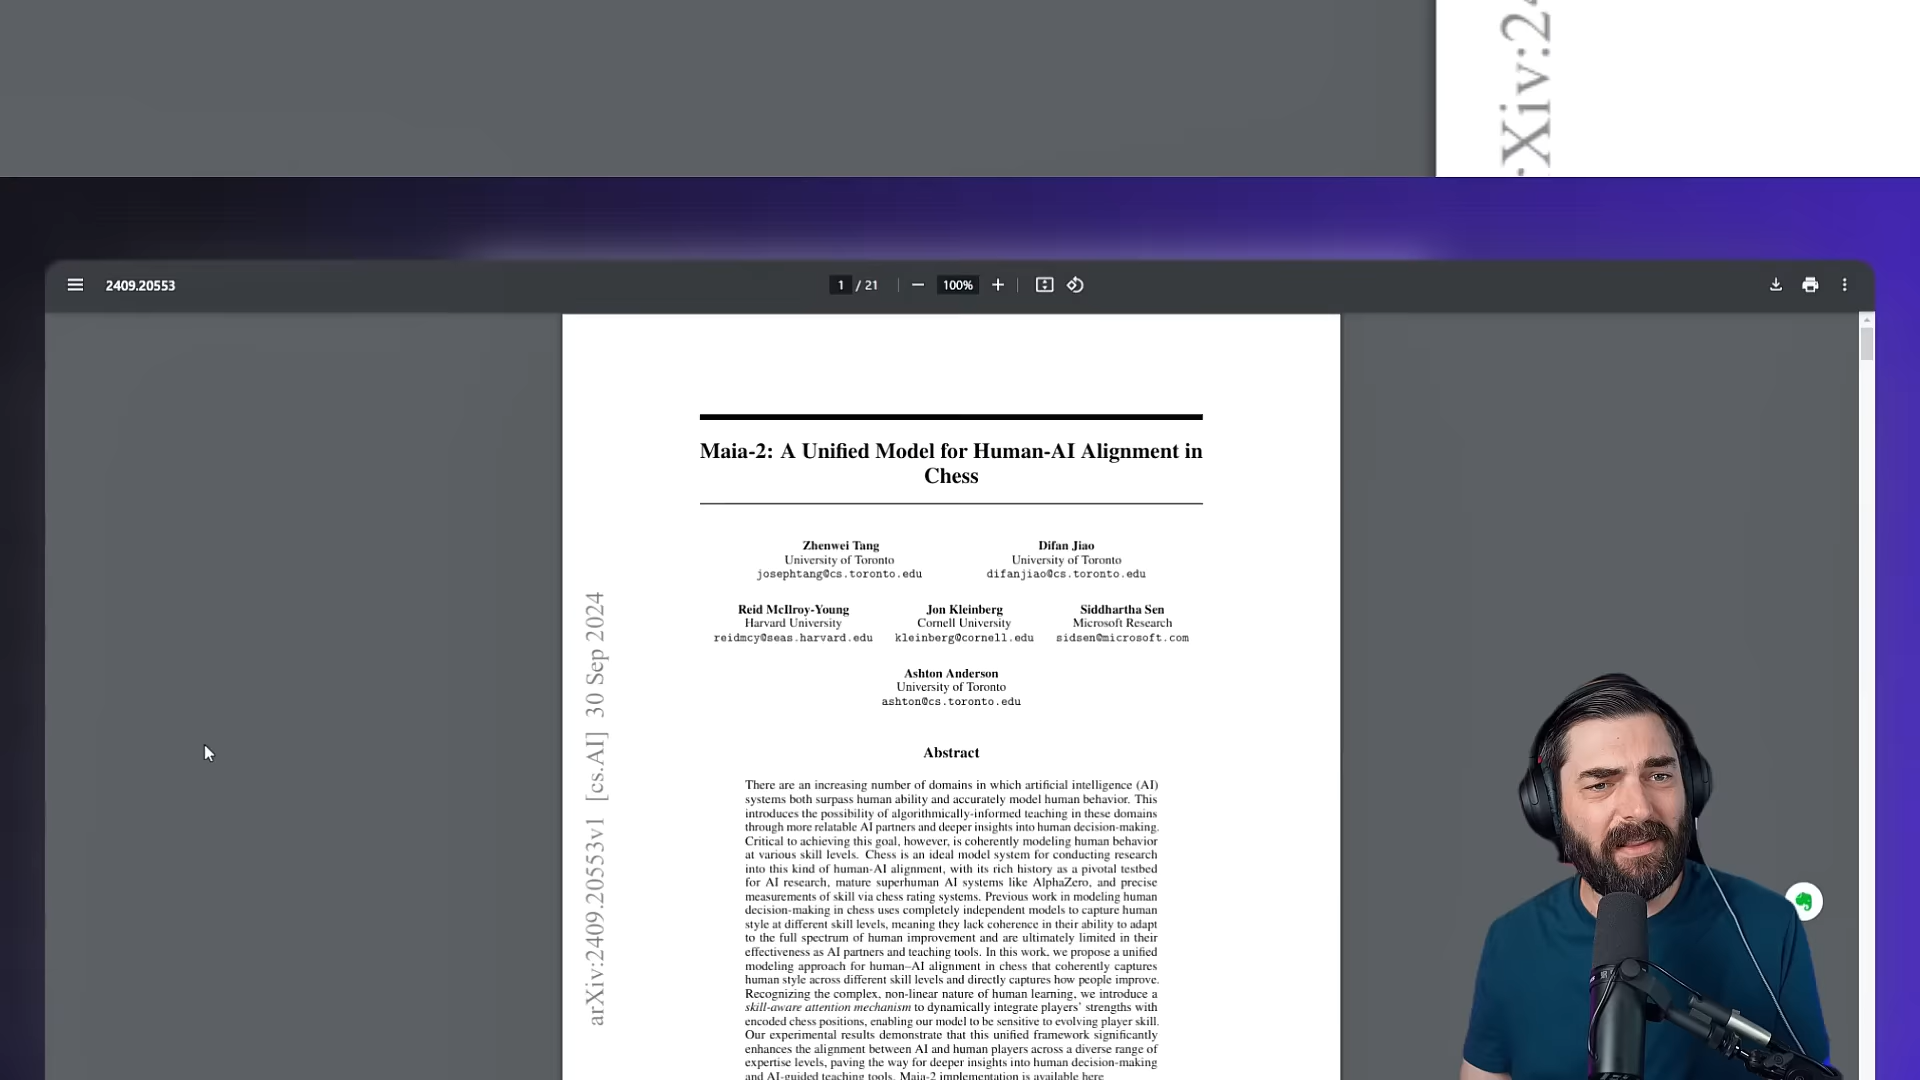 Xiv:24
2409.20553
1 / 21
100%
Maia-2: A Unified Model for Human-AI Alignment in
Chess
Zhenwei Tang
University of Toronto
josephtang@cs.toronto.edu
Difan Jiao
University of Toronto
difanjiao@cs.toronto.edu
Reid McIlroy-Young
Harvard University
reidmcy@seas.harvard.edu
Jon Kleinberg
Cornell University
kleinberg@cornell.edu
Siddhartha Sen
Microsoft Research
sidsen@microsoft.com
Ashton Anderson
University of Toronto
ashton@cs.toronto.edu
arXiv:2409.20553v1 [cs.AI] 30 Sep 2024
Abstract
There are an increasing number of domains in which artificial intelligence (AI)
systems both surpass human ability and accurately model human behavior. This
introduces the possibility of algorithmically-informed teaching in these domains
through more relatable AI partners and deeper insights into human decision-making.
Critical to achieving this goal, however, is coherently modeling human behavior
at various skill levels. Chess is an ideal model system for conducting research
into this kind of human-AI alignment, with its rich history as a pivotal testbed
for AI research, mature superhuman AI systems like AlphaZero, and precise
measurements of skill via chess rating systems. Previous work in modeling human
decision-making in chess uses completely independent models to capture human
style at different skill levels, meaning they lack coherence in their ability to adapt
to the full spectrum of human improvement and are ultimately limited in their
effectiveness as AI partners and teaching tools. In this work, we propose a unified
modeling approach for human–AI alignment in chess that coherently captures
human style across different skill levels and directly captures how people improve.
Recognizing the complex, non-linear nature of human learning, we introduce a
skill-aware attention mechanism to dynamically integrate players' strengths with
encoded chess positions, enabling our model to be sensitive to evolving player skill.
Our experimental results demonstrate that this unified framework significantly
enhances the alignment between AI and human players across a diverse range of
expertise levels, paving the way for deeper insights into human decision-making
and AI-guided teaching tools. Maia-2 implementation is available here